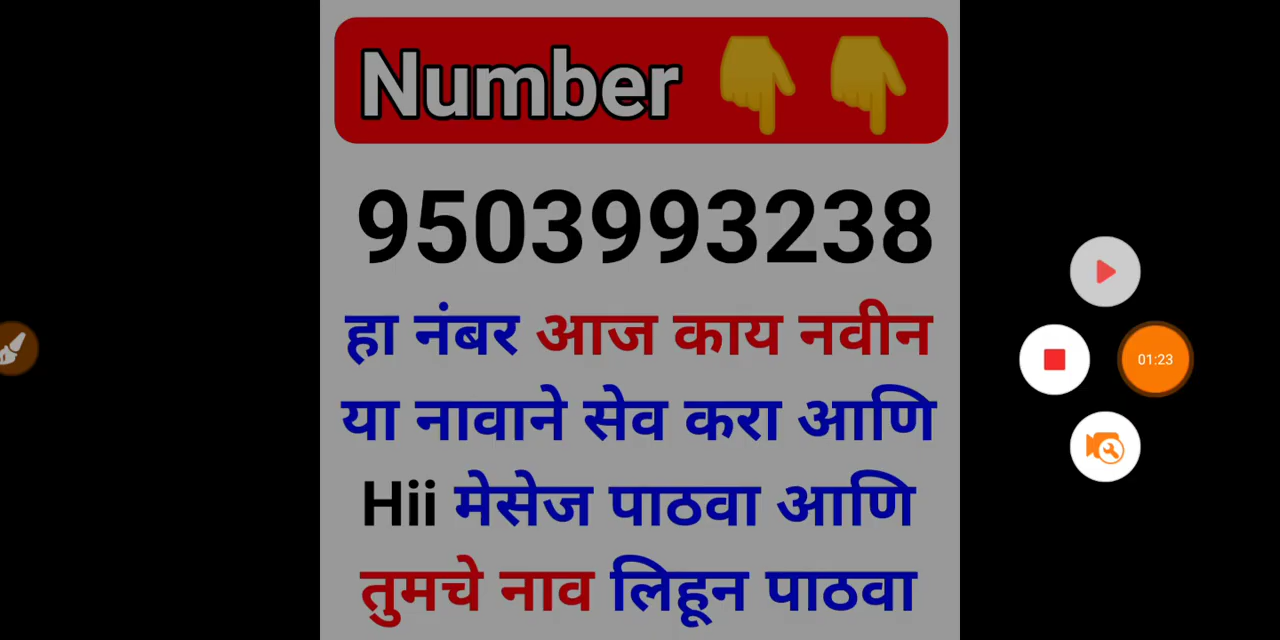 Number 👇👇
9503993238
हा नंबर आज काय नवीन
या नावाने सेव करा आणि
Hii मेसेज पाठवा आणि
तुमचे नाव लिहून पाठवा
01:23